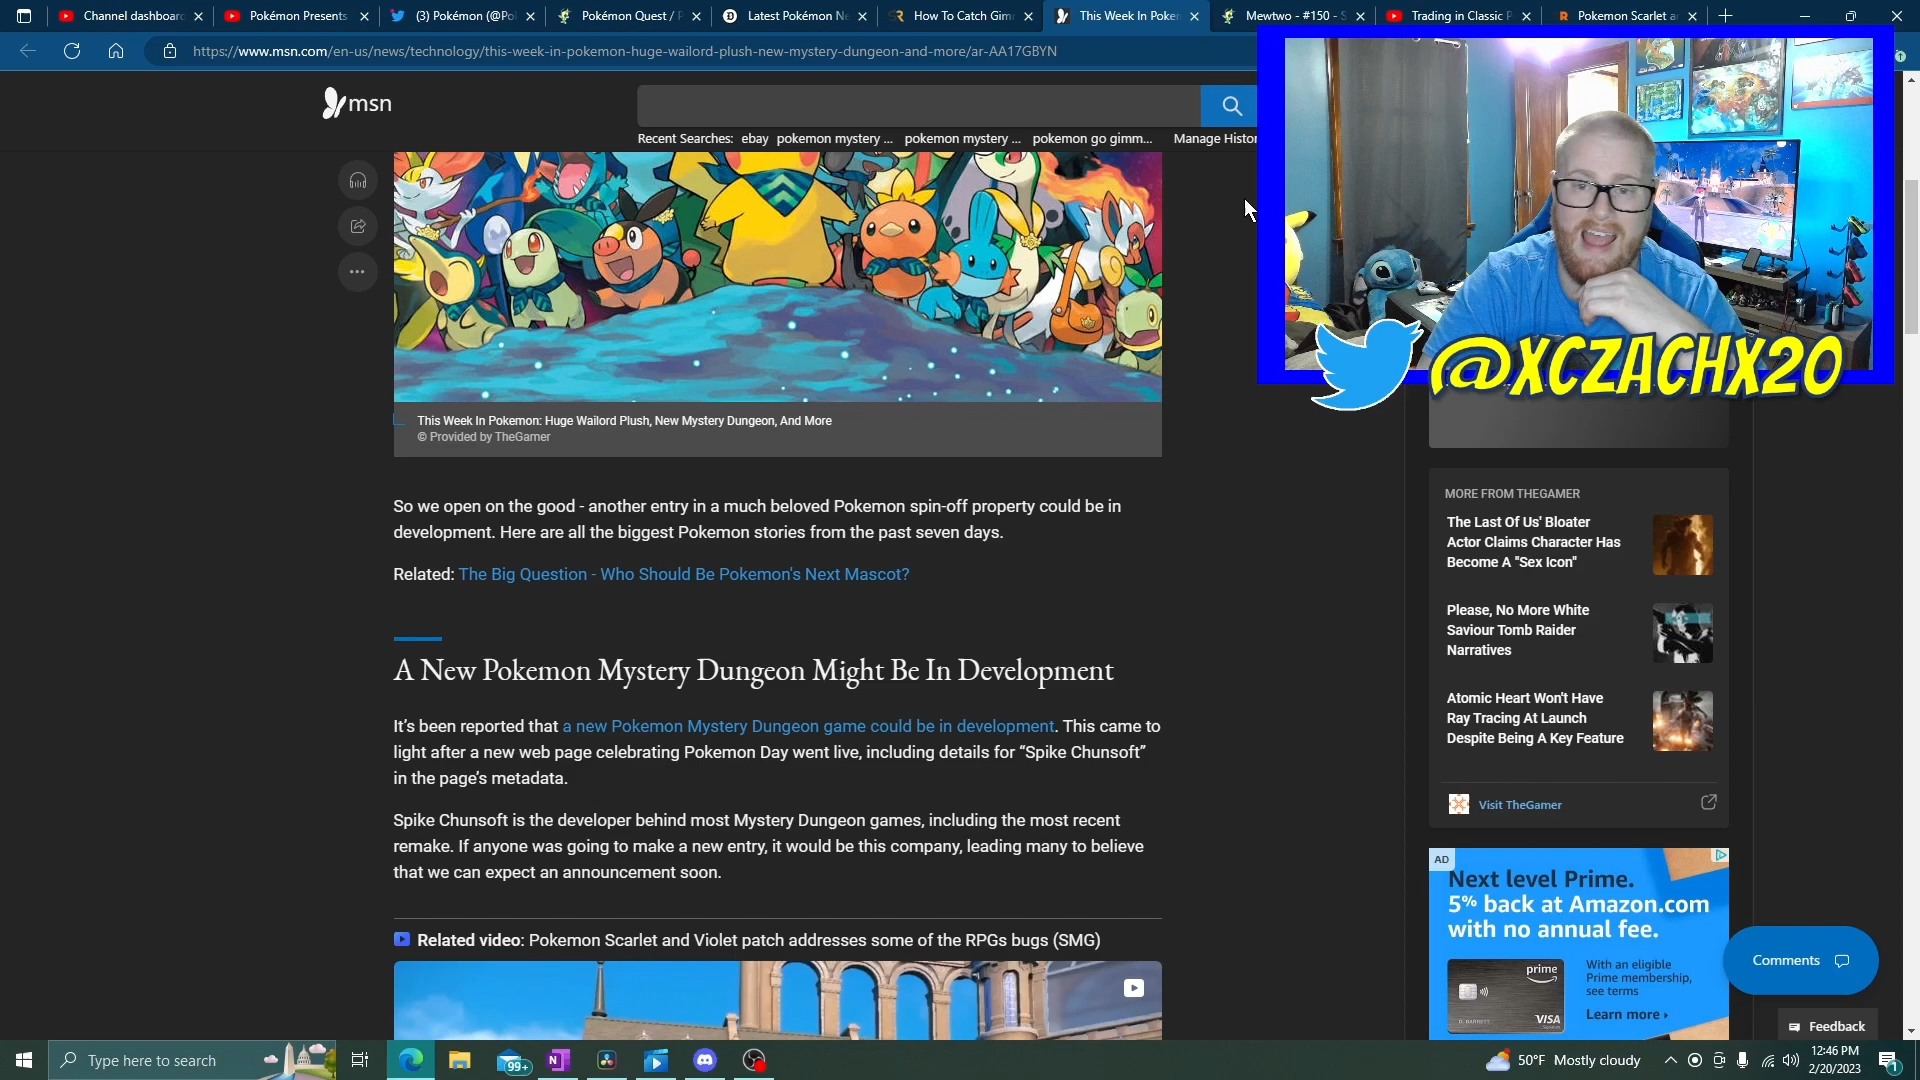 Channel dashboard
Pokémon Presents
(3) Pokémon (@Po
Pokémon Quest / P
Latest Pokémon Ne
How To Catch Gim
This Week In Poken
Mewtwo - #150 - S
Trading in Classic P
Pokemon Scarlet a
https://www.msn.com/en-us/news/technology/this-week-in-pokemon-huge-wailord-plush-new-mystery-dungeon-and-more/ar-AA17GBYN
msn
Recent Searches: ebay pokemon mystery ... pokemon mystery ... pokemon go gimm... Manage Histor
@XCZACHX20
This Week In Pokemon: Huge Wailord Plush, New Mystery Dungeon, And More
© Provided by TheGamer
So we open on the good - another entry in a much beloved Pokemon spin-off property could be in
development. Here are all the biggest Pokemon stories from the past seven days.
Related: The Big Question - Who Should Be Pokemon's Next Mascot?
A New Pokemon Mystery Dungeon Might Be In Development
It's been reported that a new Pokemon Mystery Dungeon game could be in development. This came to
light after a new web page celebrating Pokemon Day went live, including details for “Spike Chunsoft”
in the page's metadata.
Spike Chunsoft is the developer behind most Mystery Dungeon games, including the most recent
remake. If anyone was going to make a new entry, it would be this company, leading many to believe
that we can expect an announcement soon.
Related video: Pokemon Scarlet and Violet patch addresses some of the RPGs bugs (SMG)
MORE FROM THEGAMER
The Last Of Us' Bloater
Actor Claims Character Has
Become A "Sex Icon"
Please, No More White
Saviour Tomb Raider
Narratives
Atomic Heart Won't Have
Ray Tracing At Launch
Despite Being A Key Feature
Visit TheGamer
AD
Next level Prime.
5% back at Amazon.com
with no annual fee.
prime
VISA
D. BARRETT
With an eligible
Prime membership,
see terms
Learn more ›
Comments
Feedback
Type here to search
99+
50°F Mostly cloudy
12:46 PM
2/20/2023
1